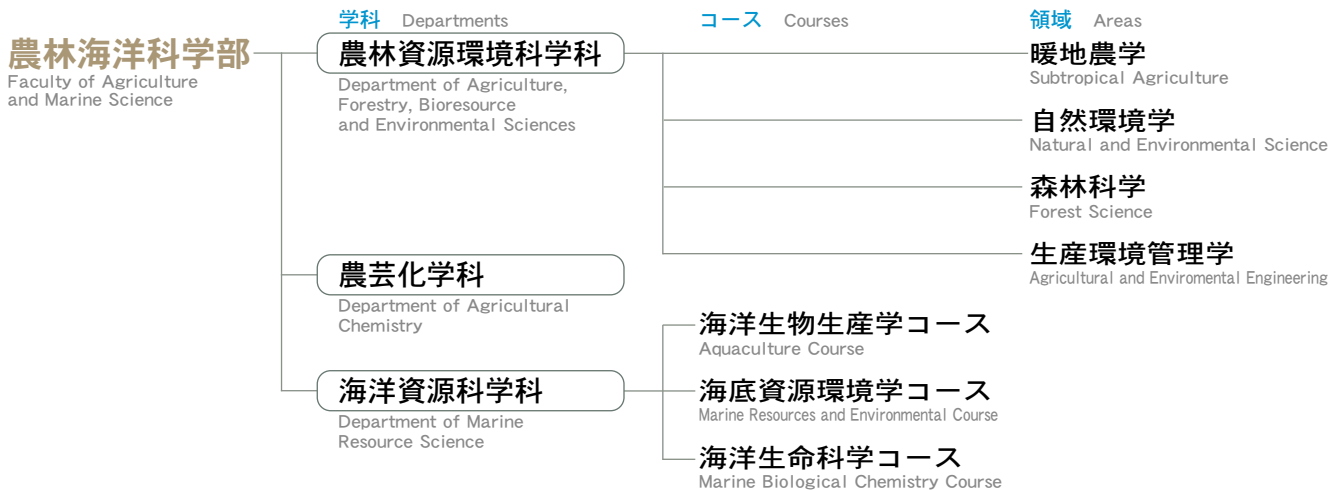 学科 Departments
コース Courses
領域 Areas
農林海洋科学部
Faculty of Agriculture
and Marine Science
農林資源環境科学科
Department of Agriculture,
Forestry, Bioresource
and Environmental Sciences
暖地農学
Subtropical Agriculture
自然環境学
Natural and Environmental Science
森林科学
Forest Science
生産環境管理学
Agricultural and Enviromental Engineering
農芸化学科
Department of Agricultural
Chemistry
海洋資源科学科
Department of Marine
Resource Science
海洋生物生産学コース
Aquaculture Course
海底資源環境学コース
Marine Resources and Environmental Course
海洋生命科学コース
Marine Biological Chemistry Course